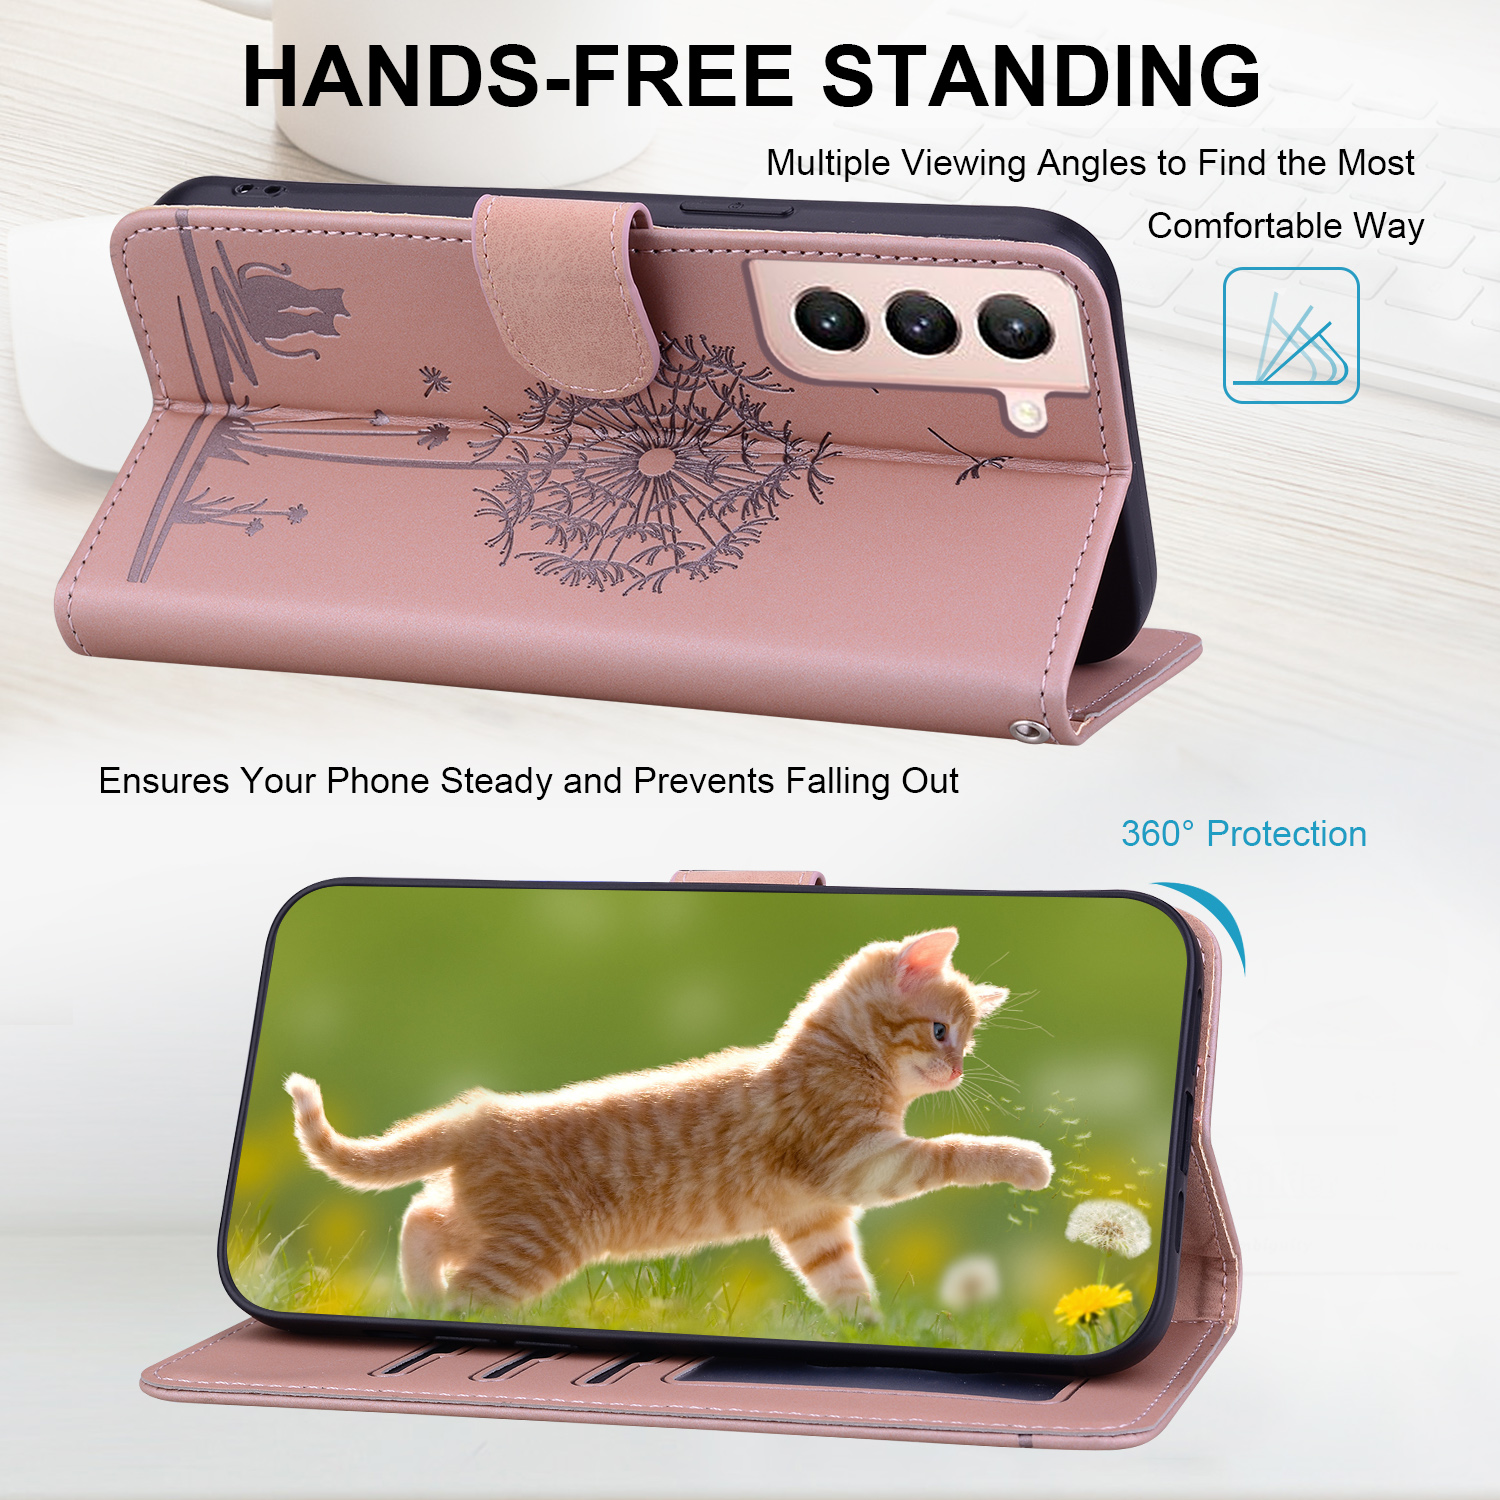 HANDS-FREE STANDING
Multiple Viewing Angles to Find the Most
Comfortable Way
Ensures Your Phone Steady and Prevents Falling Out
360° Protection